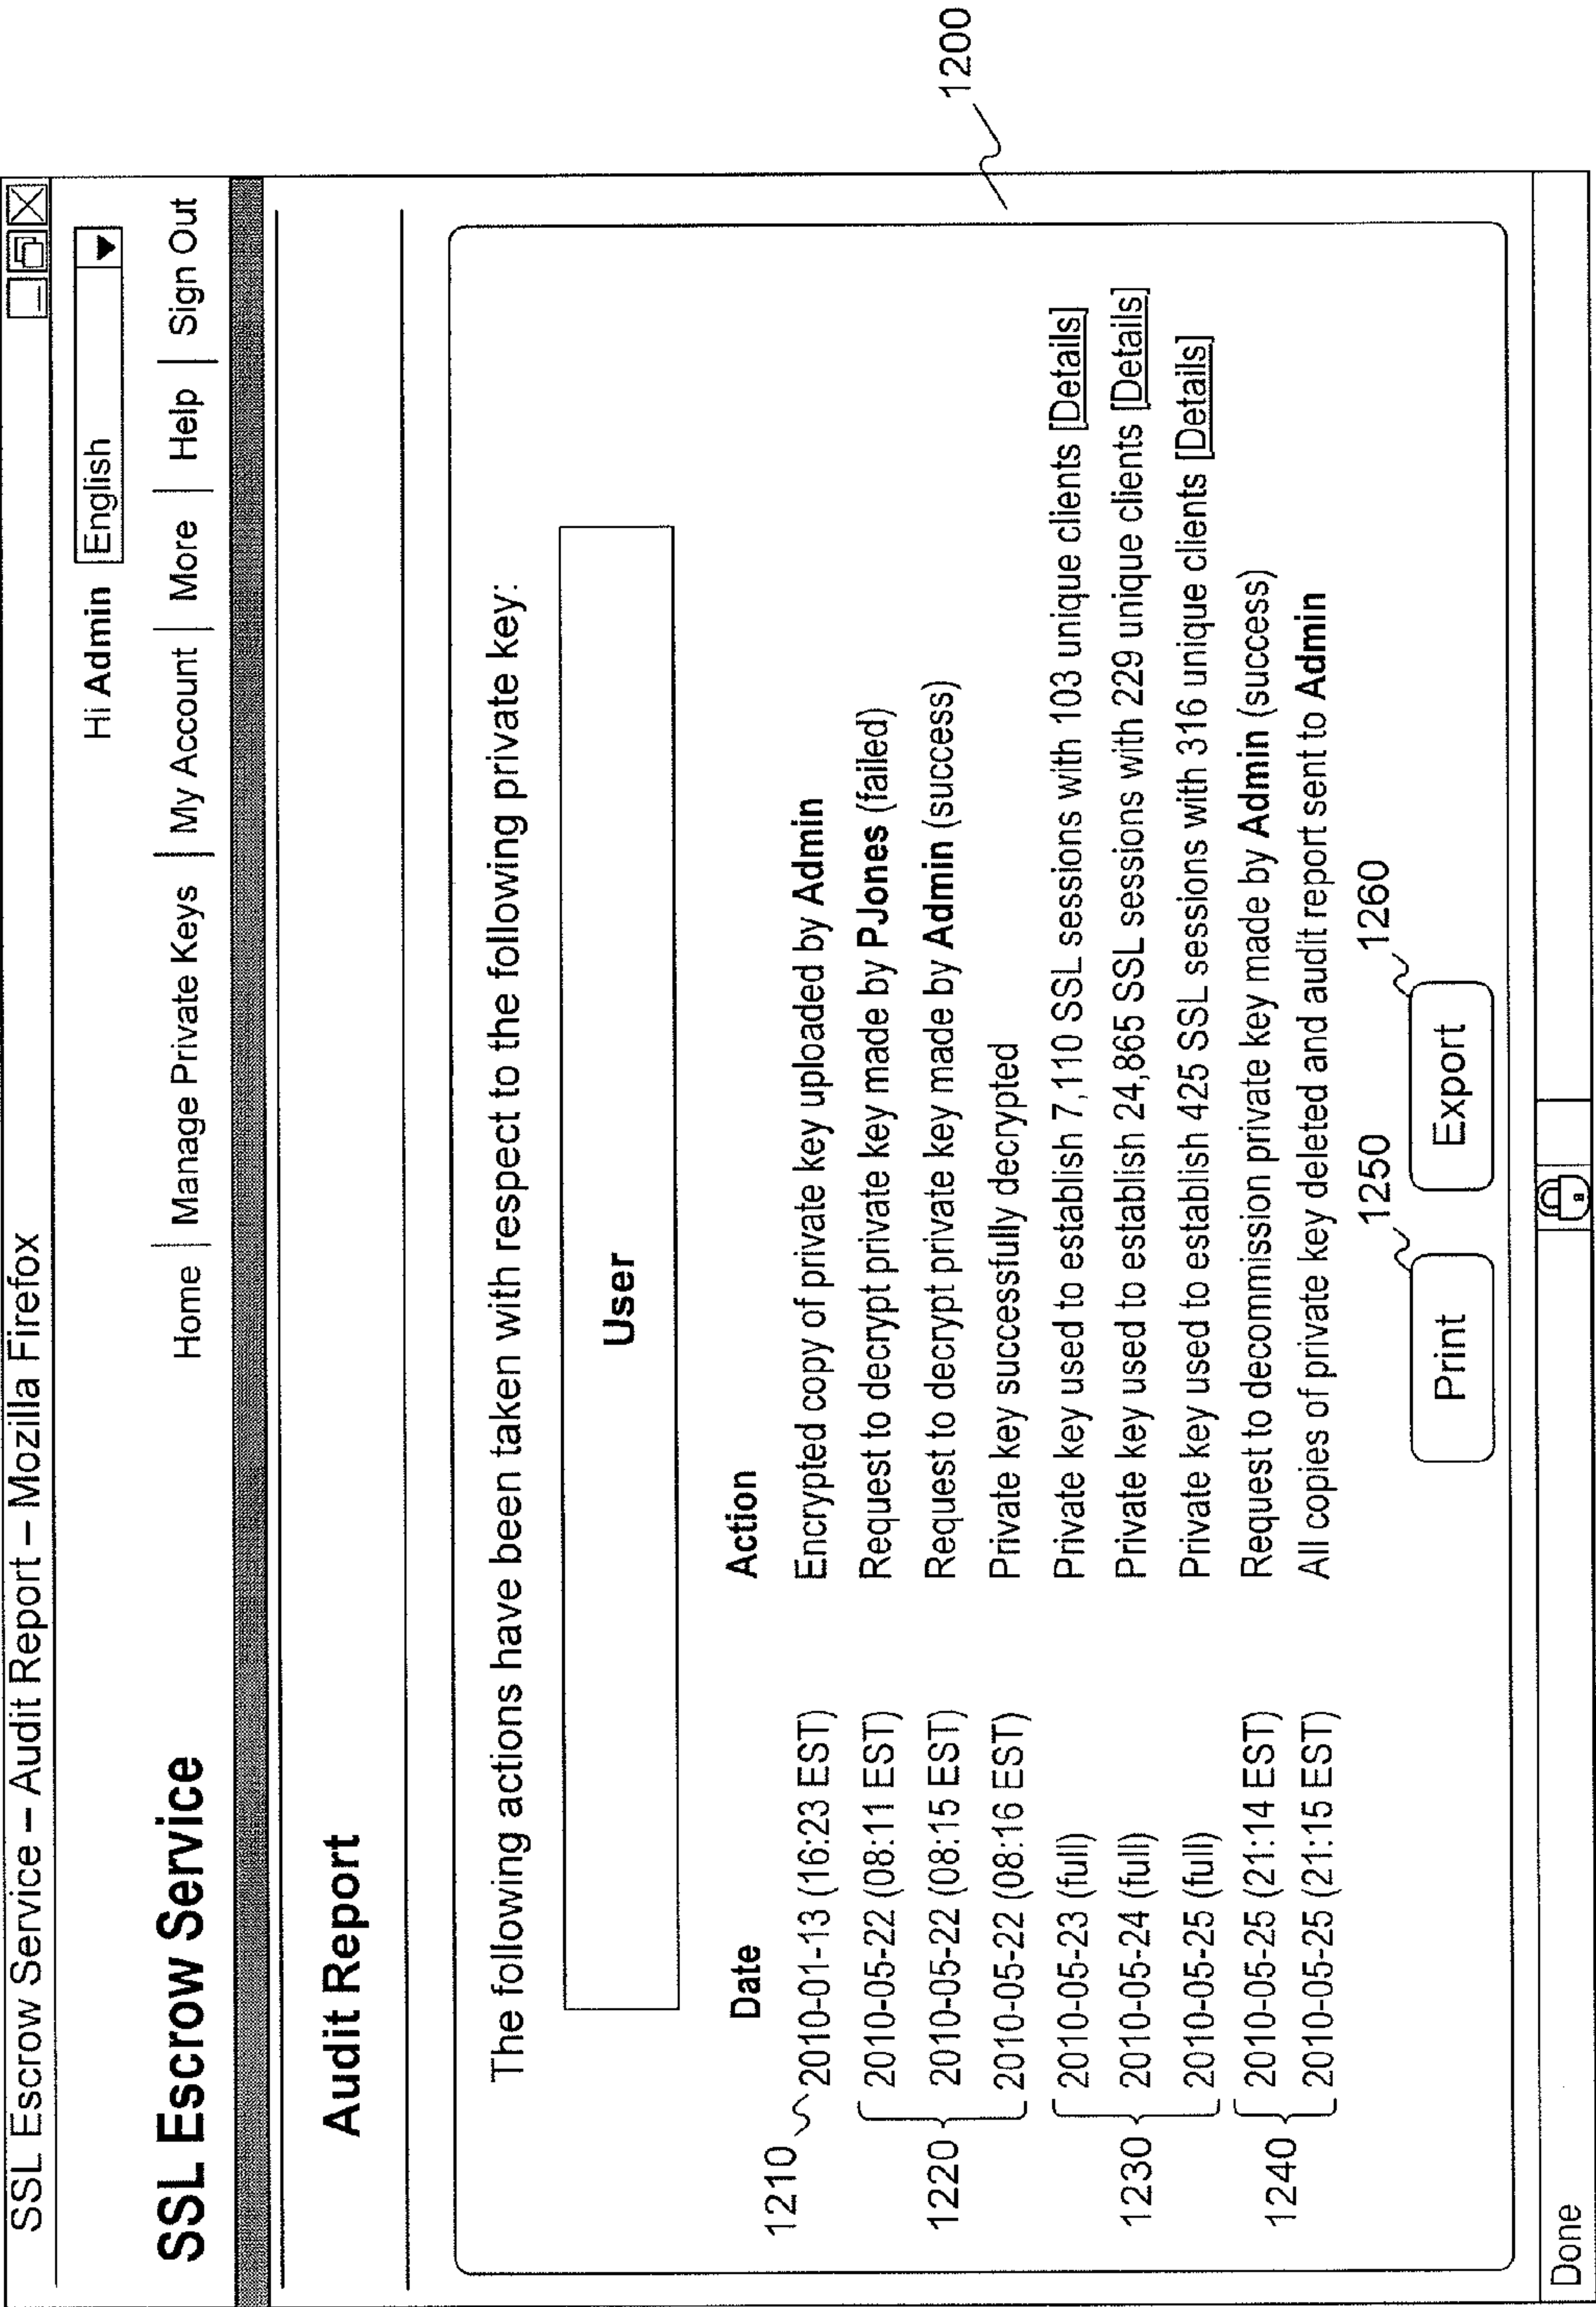 SSL Escrow Service – Audit Report – Mozilla Firefox
Hi Admin English
SSL Escrow Service
Home | Manage Private Keys | My Account | More | Help | Sign Out
Audit Report
The following actions have been taken with respect to the following private key:
User
Date Action
1210 2010-01-13 (16:23 EST) Encrypted copy of private key uploaded by Admin
2010-05-22 (08:11 EST) Request to decrypt private key made by PJones (failed)
1220 2010-05-22 (08:15 EST) Request to decrypt private key made by Admin (success)
2010-05-22 (08:16 EST) Private key successfully decrypted
2010-05-23 (full) Private key used to establish 7,110 SSL sessions with 103 unique clients [Details]
1230 2010-05-24 (full) Private key used to establish 24,865 SSL sessions with 229 unique clients [Details]
2010-05-25 (full) Private key used to establish 425 SSL sessions with 316 unique clients [Details]
1240 2010-05-25 (21:14 EST) Request to decommission private key made by Admin (success)
2010-05-25 (21:15 EST) All copies of private key deleted and audit report sent to Admin
1250 1260
Print Export
Done
1200